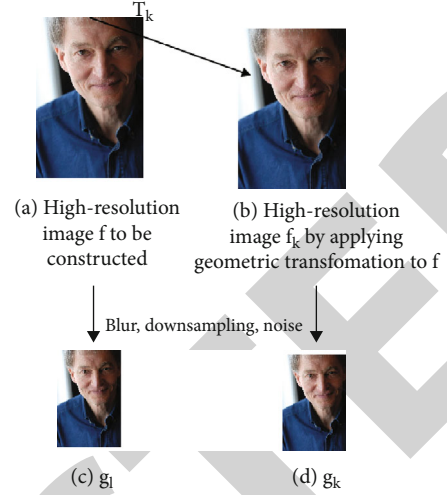 T_k
(a) High-resolution
image f to be
constructed
(b) High-resolution
image f_k by applying
geometric transfomation to f
Blur, downsampling, noise
(c) g_l
(d) g_k